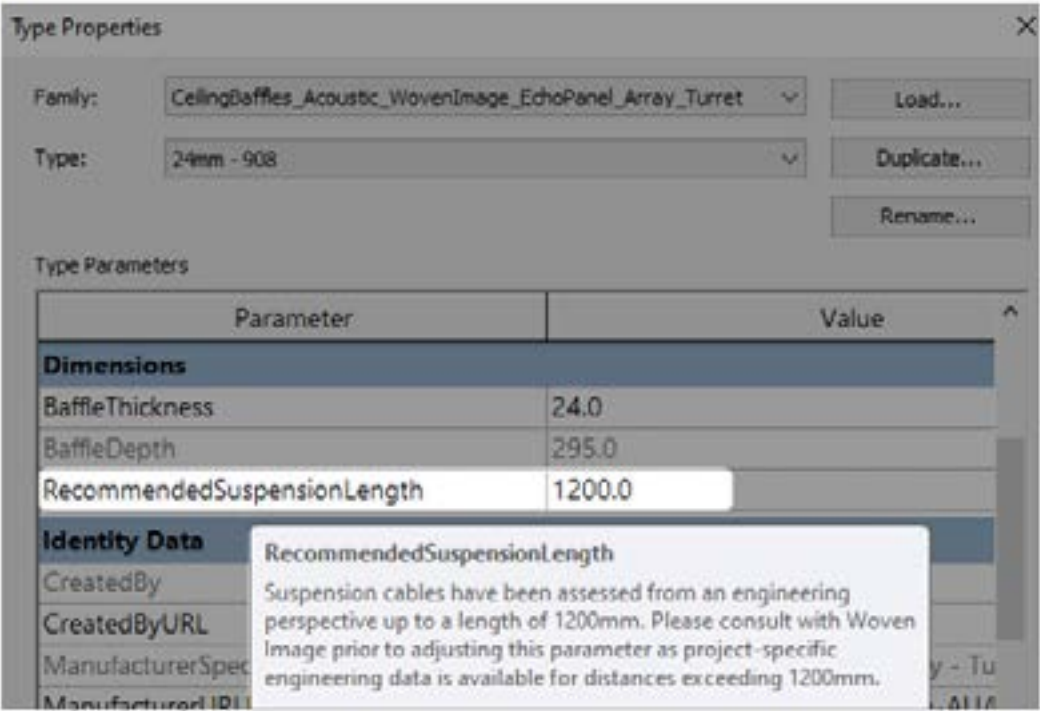 Type Properties
Family: CeilingBaffles_Acoustic_WovenImage_EchoPanel_Array_Turret Load...
Type: 24mm - 908 Duplicate...
Rename...
Type Parameters
Parameter Value
Dimensions
BaffleThickness 24.0
BaffleDepth 295.0
RecommendedSuspensionLength 1200.0
Identity Data
RecommendedSuspensionLength
CreatedBy
Suspension cables have been assessed from an engineering
CreatedByURL
perspective up to a length of 1200mm. Please consult with Woven
Image prior to adjusting this parameter as project-specific
ManufacturerSpec
engineering data is available for distances exceeding 1200mm.
y - Tu